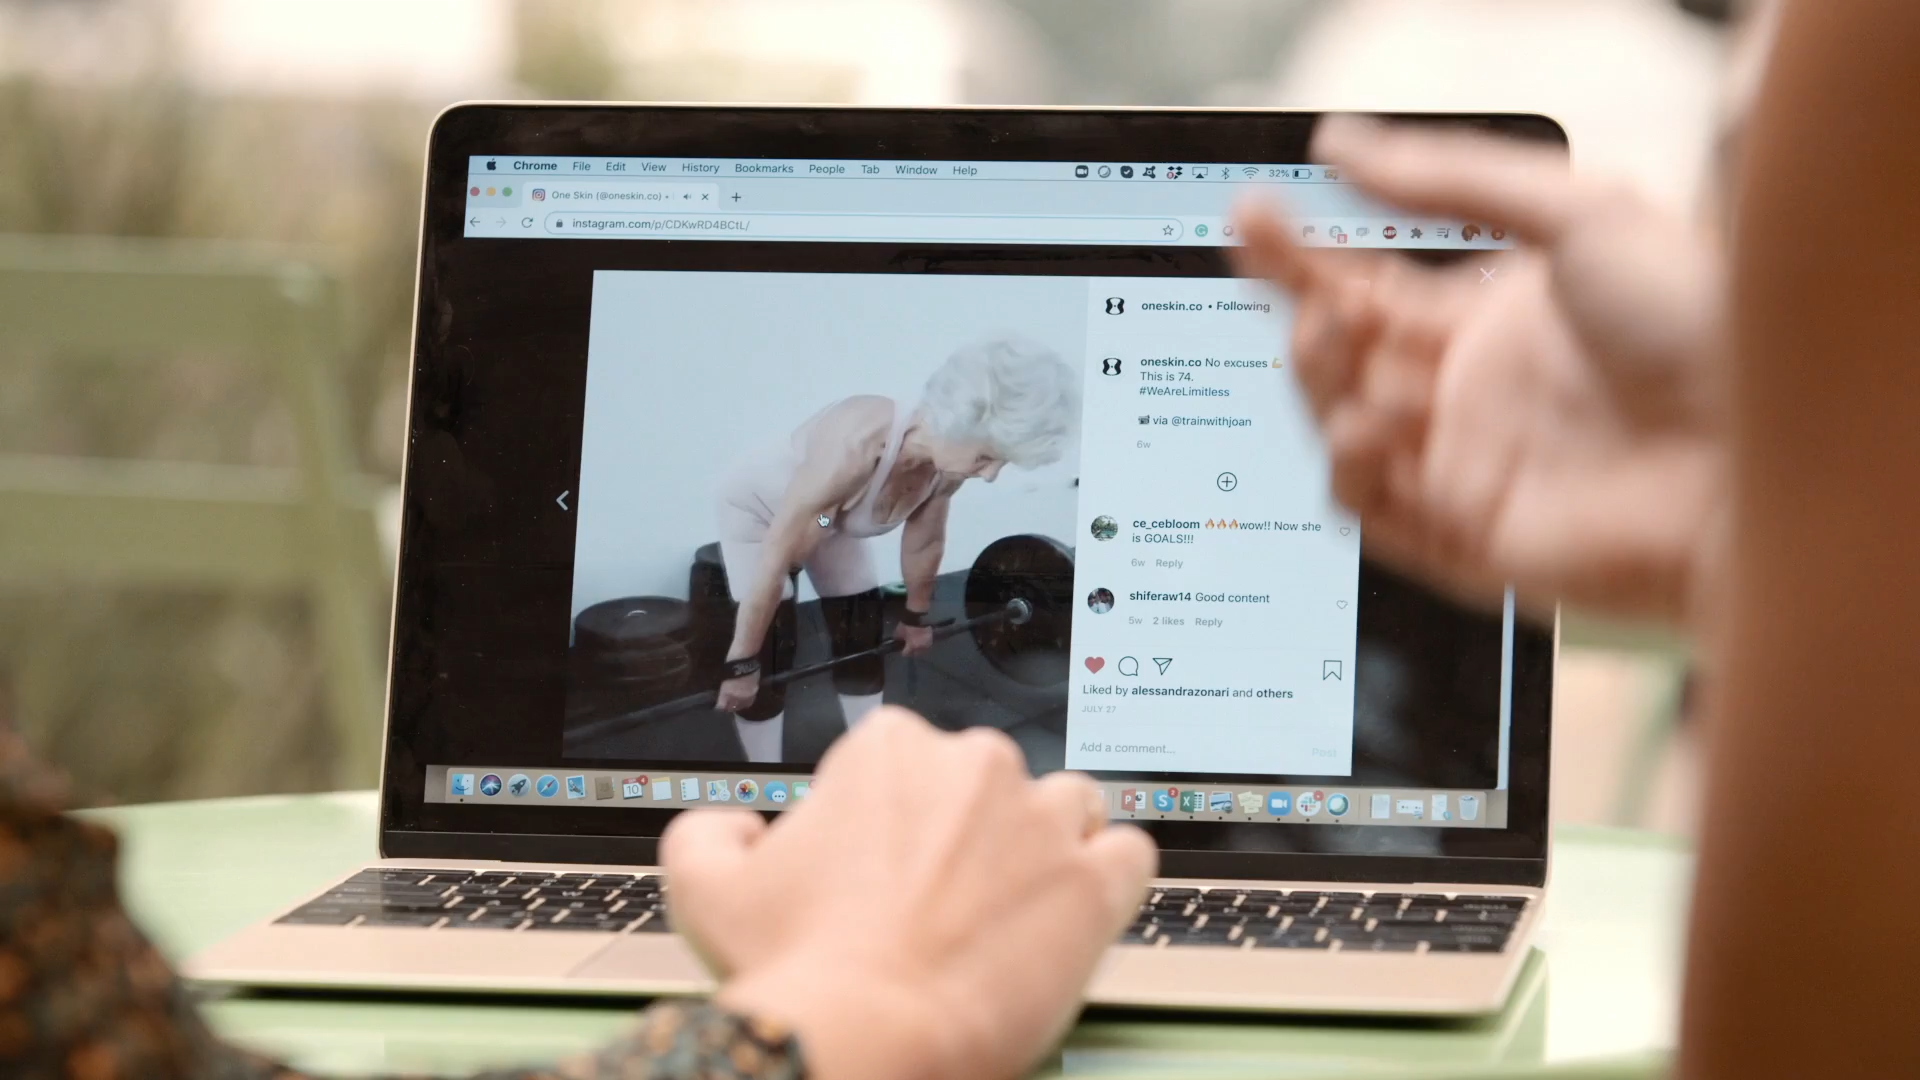 Chrome File Edit View History Bookmarks People Tab Window Help 32%
One Skin (@oneskin.co) •
instagram.com/p/CDKwRD4BCtL/
oneskin.co • Following
oneskin.co No excuses 💪
This is 74.
#WeAreLimitless
📹 via @trainwithjoan
6w
ce_cebloom 🔥🔥🔥wow!! Now she
is GOALS!!!
6w Reply
shiferaw14 Good content
5w 2 likes Reply
Liked by alessandrazonari and others
JULY 27
Add a comment... Post
10